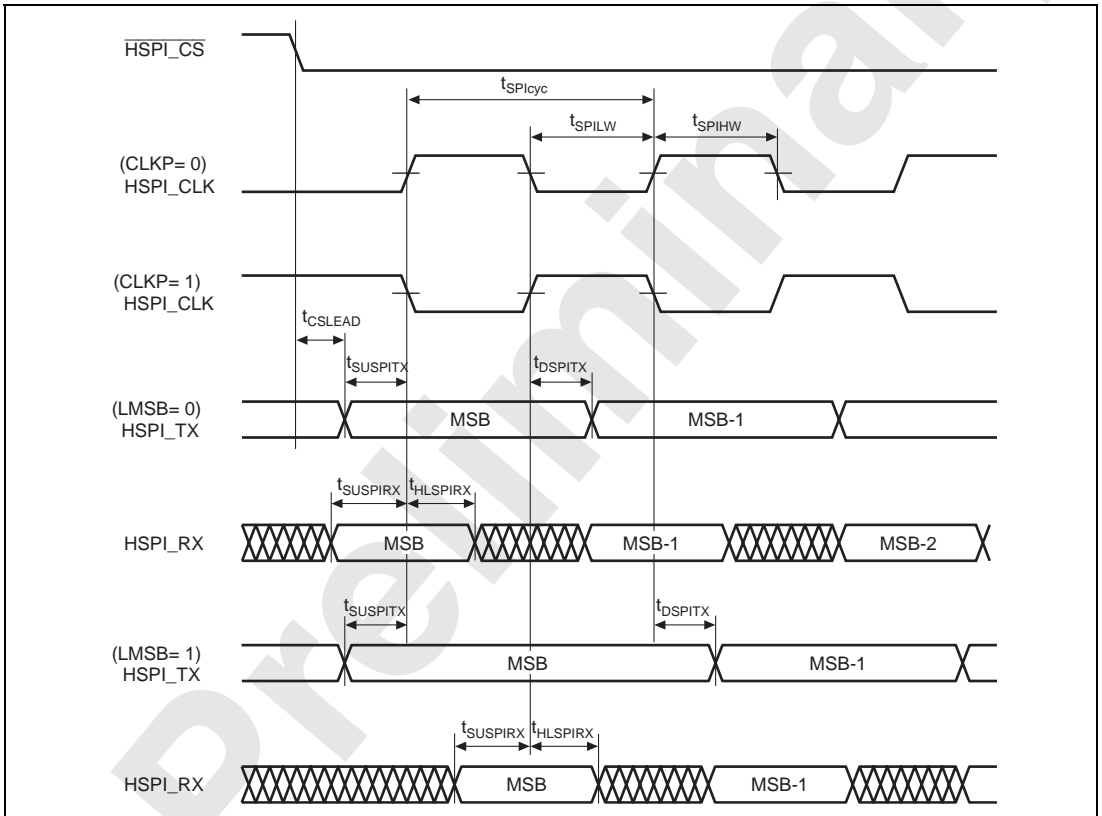 HSPI_CS
tSPIcyc
tSPILW
tSPIHW
(CLKP= 0)
HSPI_CLK
(CLKP= 1)
HSPI_CLK
tCSLEAD
tSUSPITX
tDSPITX
(LMSB= 0)
HSPI_TX
MSB
MSB-1
tSUSPIRX
tHLSPIRX
HSPI_RX
MSB
MSB-1
MSB-2
tSUSPITX
tDSPITX
(LMSB= 1)
HSPI_TX
MSB
MSB-1
tSUSPIRX
tHLSPIRX
HSPI_RX
MSB
MSB-1
Prelimina